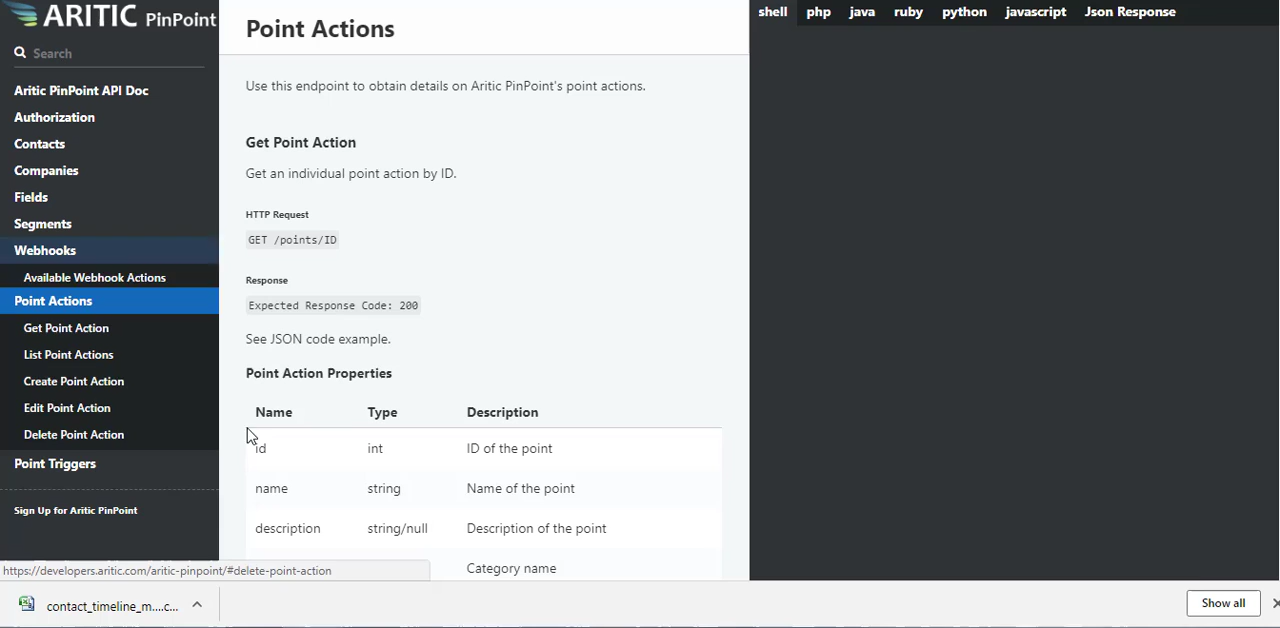 ARITIC PinPoint
Search
Aritic PinPoint API Doc
Authorization
Contacts
Companies
Fields
Segments
Webhooks
Available Webhook Actions
Point Actions
Get Point Action
List Point Actions
Create Point Action
Edit Point Action
Delete Point Action
Point Triggers
Sign Up for Aritic PinPoint
Point Actions
Use this endpoint to obtain details on Aritic PinPoint's point actions.
Get Point Action
Get an individual point action by ID.
HTTP Request
GET /points/ID
Response
Expected Response Code: 200
See JSON code example.
Point Action Properties
Name Type Description
id int ID of the point
name string Name of the point
description string/null Description of the point
Category name
shell php java ruby python javascript Json Response
https://developers.aritic.com/aritic-pinpoint/#delete-point-action
contact_timeline_m....c...
Show all